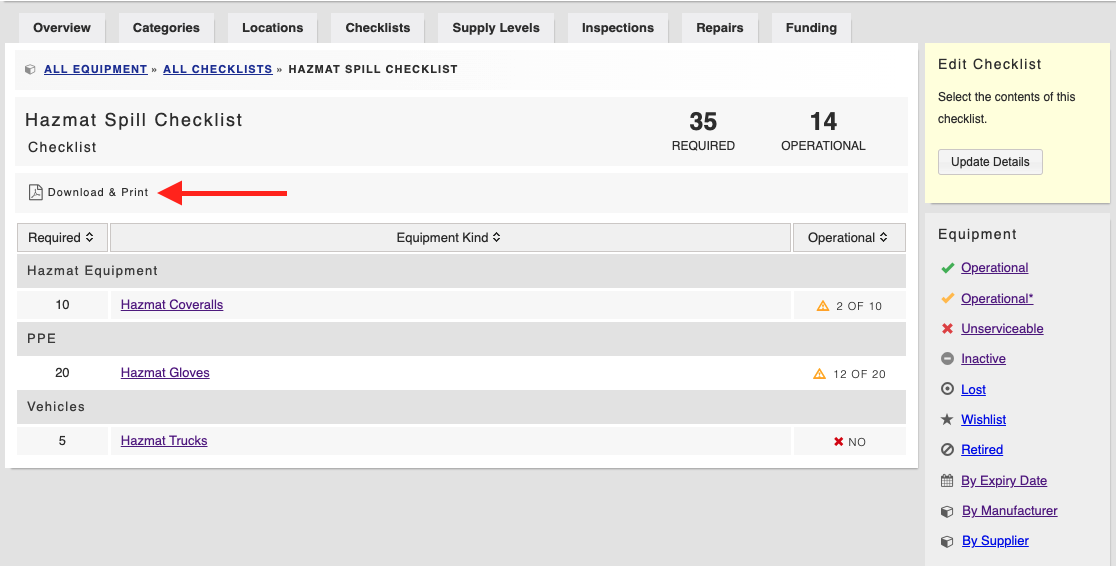 Overview Categories Locations Checklists Supply Levels Inspections Repairs Funding
ALL EQUIPMENT » ALL CHECKLISTS » HAZMAT SPILL CHECKLIST
Hazmat Spill Checklist
Checklist
35 14
REQUIRED OPERATIONAL
Download & Print
Required Equipment Kind Operational
Hazmat Equipment
10 Hazmat Coveralls 2 OF 10
PPE
20 Hazmat Gloves 12 OF 20
Vehicles
5 Hazmat Trucks NO
Edit Checklist
Select the contents of this
checklist.
Update Details
Equipment
Operational
Operational*
Unserviceable
Inactive
Lost
Wishlist
Retired
By Expiry Date
By Manufacturer
By Supplier